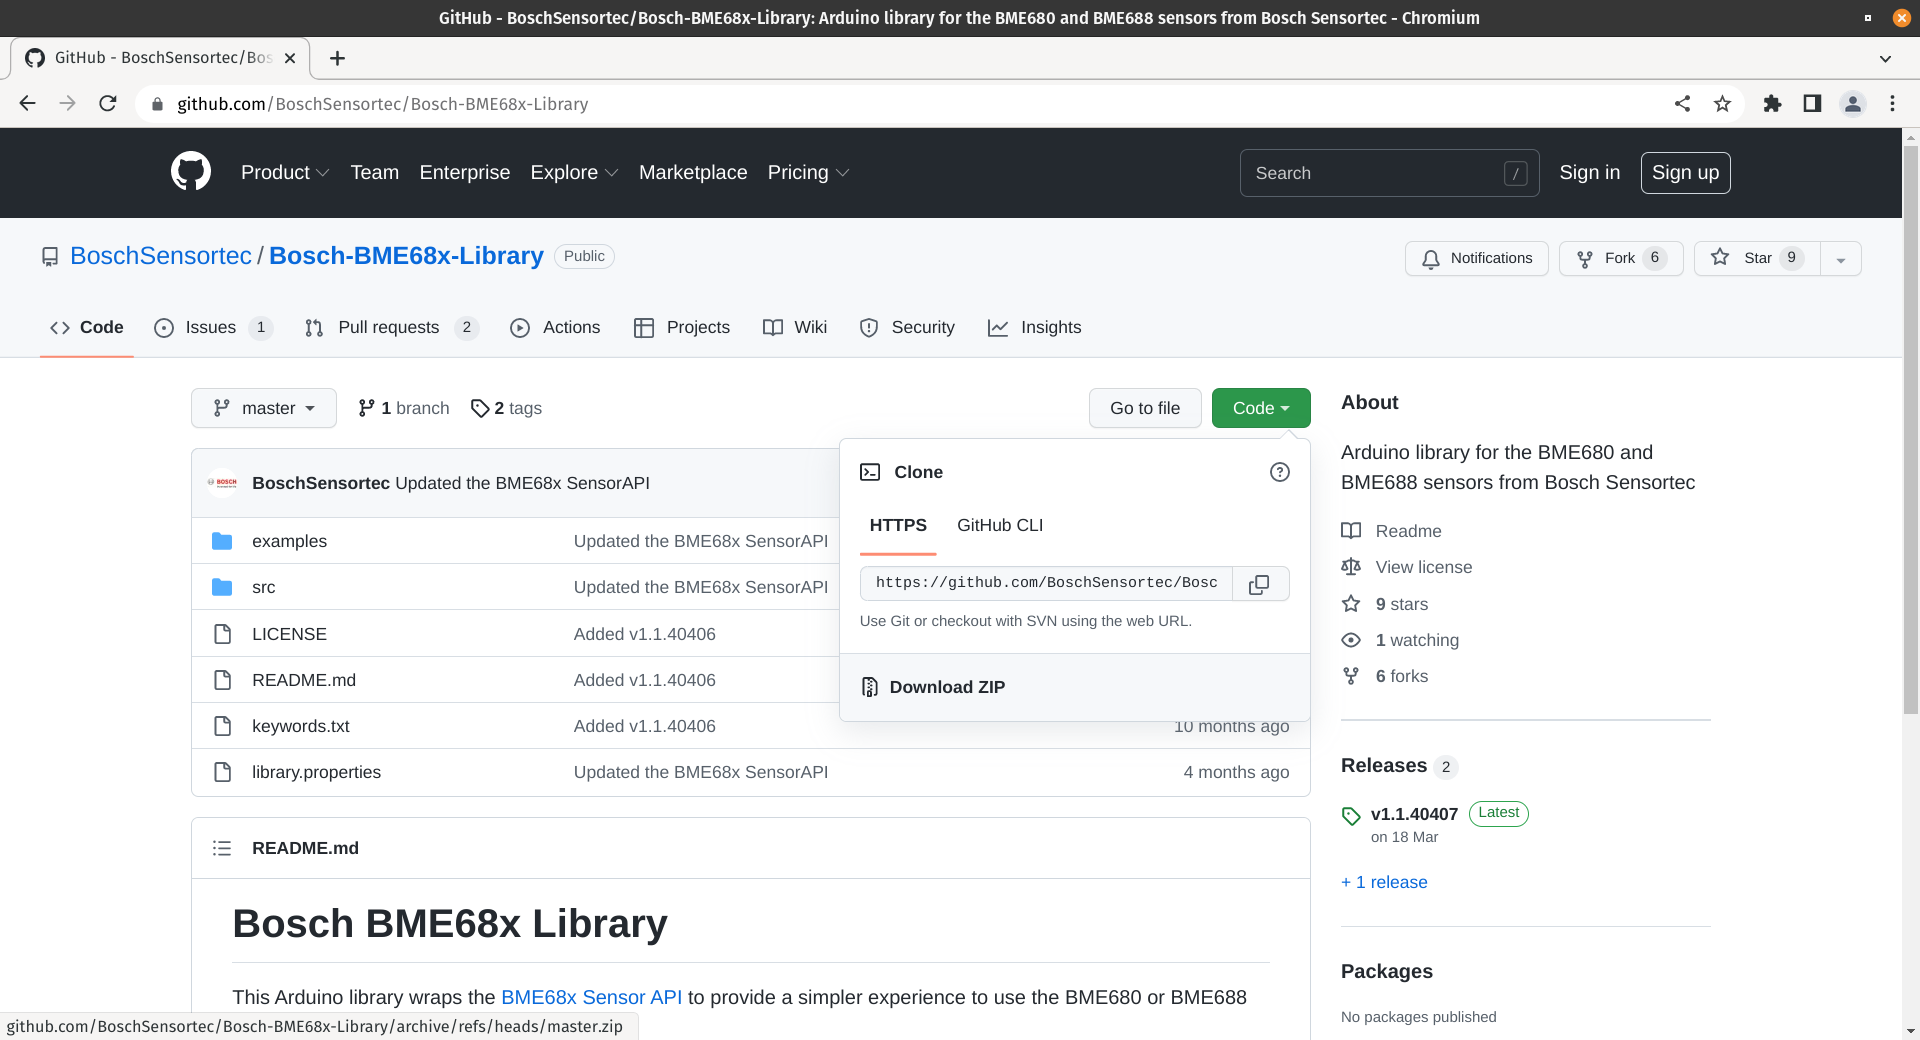 GitHub - BoschSensortec/Bosch-BME68x-Library: Arduino library for the BME680 and BME688 sensors from Bosch Sensortec - Chromium
GitHub - BoschSensortec/Bos
github.com/BoschSensortec/Bosch-BME68x-Library
Product Team Enterprise Explore Marketplace Pricing Search / Sign in Sign up
BoschSensortec / Bosch-BME68x-Library Public Notifications Fork 6 Star 9
Code Issues 1 Pull requests 2 Actions Projects Wiki Security Insights
master 1 branch 2 tags Go to file Code
BoschSensortec Updated the BME68x SensorAPI
examples Updated the BME68x SensorAPI
src Updated the BME68x SensorAPI
LICENSE Added v1.1.40406
README.md Added v1.1.40406
keywords.txt Added v1.1.40406 10 months ago
library.properties Updated the BME68x SensorAPI 4 months ago
Clone
HTTPS GitHub CLI
https://github.com/BoschSensortec/Bosc
Use Git or checkout with SVN using the web URL.
Download ZIP
README.md
Bosch BME68x Library
This Arduino library wraps the BME68x Sensor API to provide a simpler experience to use the BME680 or BME688
About
Arduino library for the BME680 and
BME688 sensors from Bosch Sensortec
Readme
View license
9 stars
1 watching
6 forks
Releases 2
v1.1.40407 Latest
on 18 Mar
+ 1 release
Packages
No packages published
github.com/BoschSensortec/Bosch-BME68x-Library/archive/refs/heads/master.zip